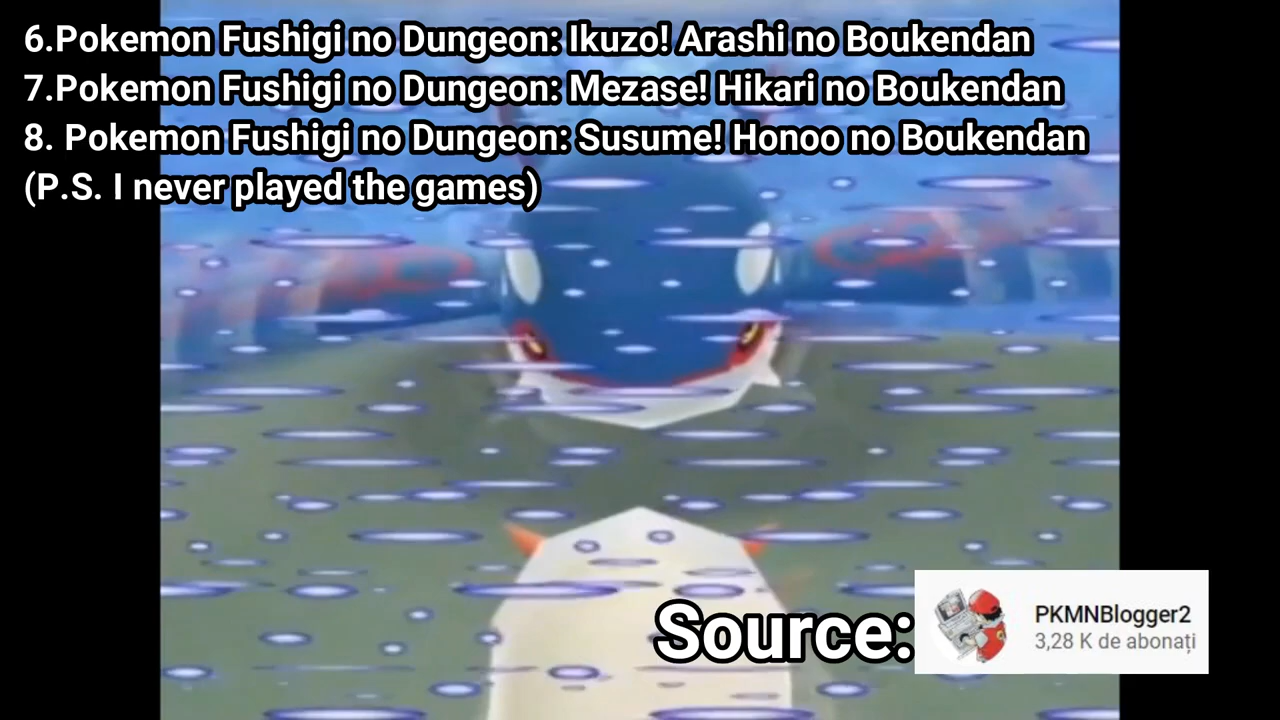 6.Pokemon Fushigi no Dungeon: Ikuzo! Arashi no Boukendan
7.Pokemon Fushigi no Dungeon: Mezase! Hikari no Boukendan
8. Pokemon Fushigi no Dungeon: Susume! Honoo no Boukendan
(P.S. I never played the games)
Source:
PKMNBlogger2
3,28 K de abonați